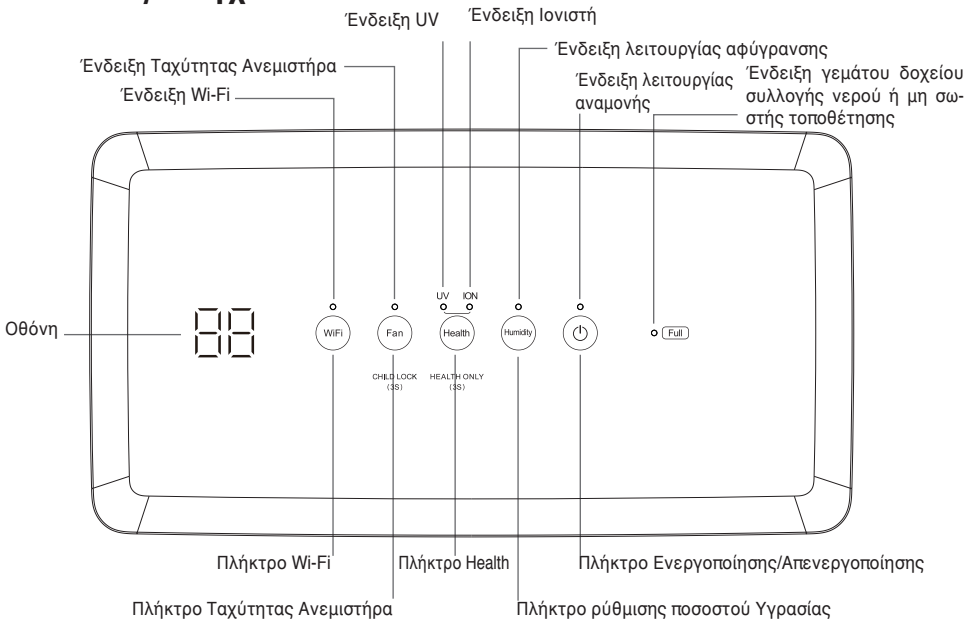 Ένδειξη UV
Ένδειξη Ιονιστή
Ένδειξη λειτουργίας αφύγρανσης
Ένδειξη Ταχύτητας Ανεμιστήρα
Ένδειξη Wi-Fi
Ένδειξη λειτουργίας
αναμονής
Ένδειξη γεμάτου δοχείου
συλλογής νερού ή μη σω-
στής τοποθέτησης
UV ION
Οθόνη
88
WiFi
Fan
Health
Humidity
Full
CHILD LOCK
(3S)
HEALTH ONLY
(3S)
Πλήκτρο Wi-Fi
Πλήκτρο Health
Πλήκτρο Ενεργοποίησης/Απενεργοποίησης
Πλήκτρο Ταχύτητας Ανεμιστήρα
Πλήκτρο ρύθμισης ποσοστού Υγρασίας